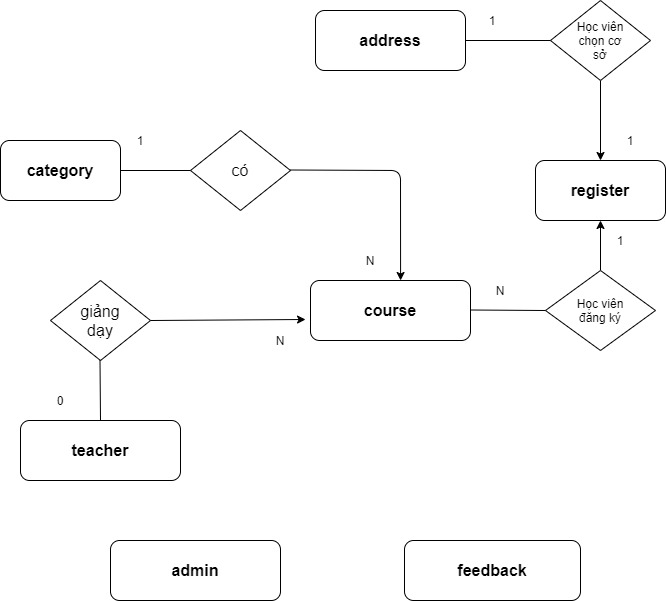 1
Học viên
chọn cơ
sở
address
1
1
category
có
register
1
N
N
course
Học viên
đăng ký
giảng
dạy
N
0
teacher
admin
feedback